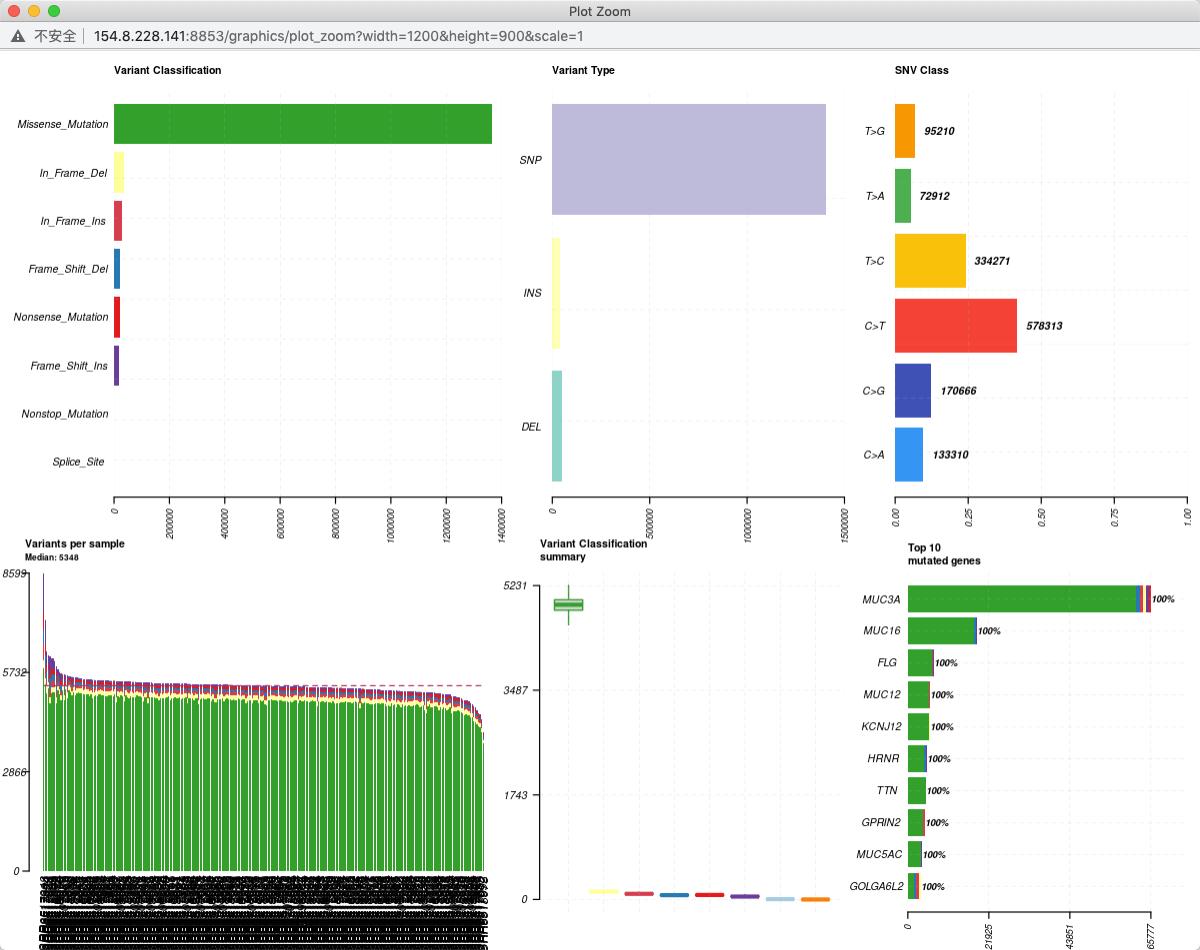 Plot Zoom
不安全 154.8.228.141:8853/graphics/plot_zoom?width=1200&height=900&scale=1
Variant Classification
Missense_Mutation
In_Frame_Del
In_Frame_Ins
Frame_Shift_Del
Nonsense_Mutation
Frame_Shift_Ins
Nonstop_Mutation
Splice_Site
0 200000 400000 600000 800000 1000000 1200000 1400000
Variant Type
SNP
INS
DEL
0 500000 1000000 1500000
SNV Class
T>G 95210
T>A 72912
T>C 334271
C>T 578313
C>G 170666
C>A 133310
0.00 0.25 0.50 0.75 1.00
Variants per sample
Median: 5348
8599
5732
2866
0
Variant Classification
summary
5231
3487
1743
0
Top 10
mutated genes
MUC3A 100%
MUC16 100%
FLG 100%
MUC12 100%
KCNJ12 100%
HRNR 100%
TTN 100%
GPRIN2 100%
MUC5AC 100%
GOLGA6L2 100%
0 21925 43851 65777